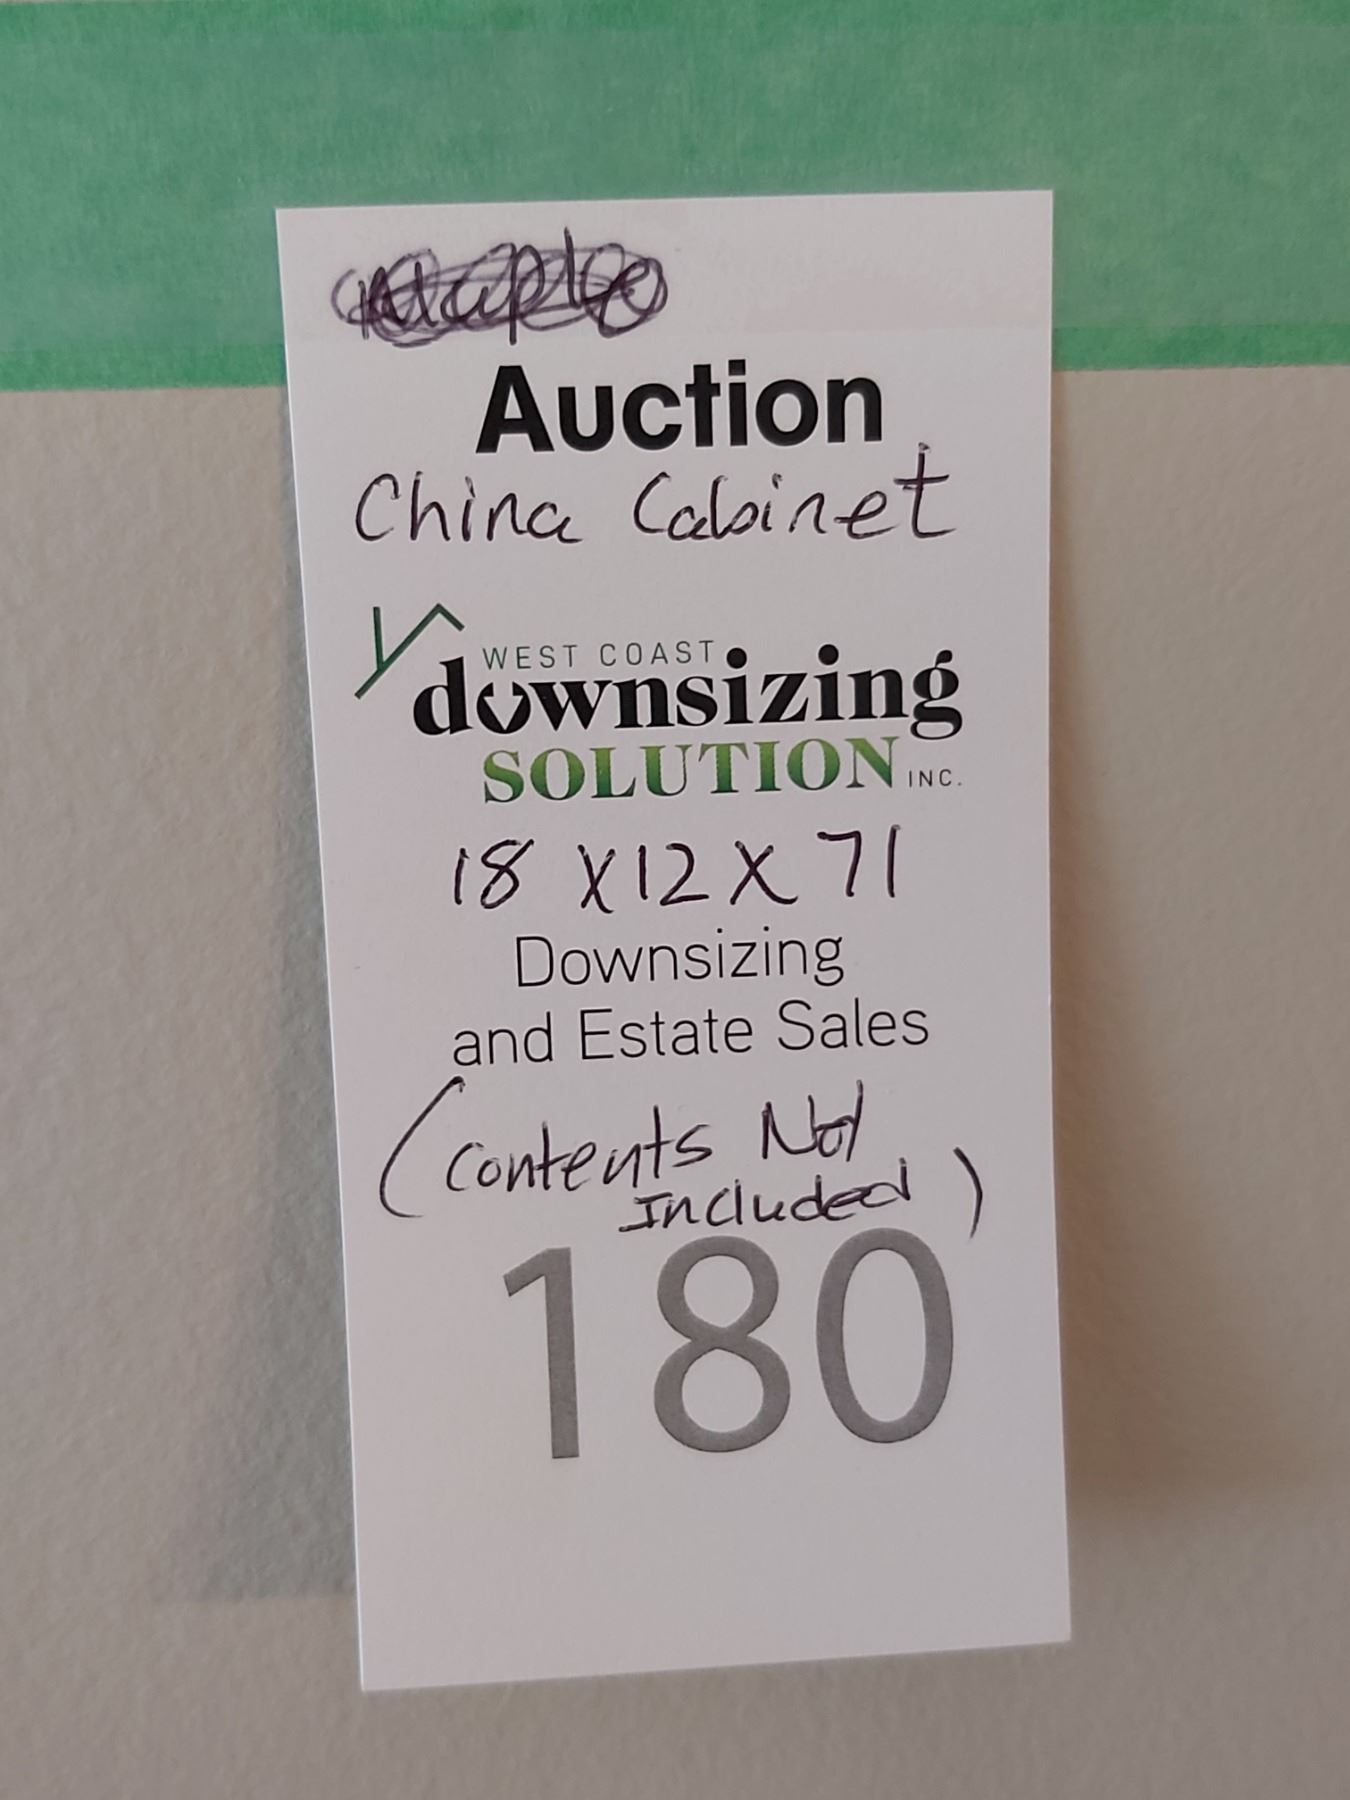 Maple
Auction
China Cabinet
WEST COAST
downsizing
SOLUTION INC.
18 x 12 x 71
Downsizing
and Estate Sales
(Contents Not
Included)
180